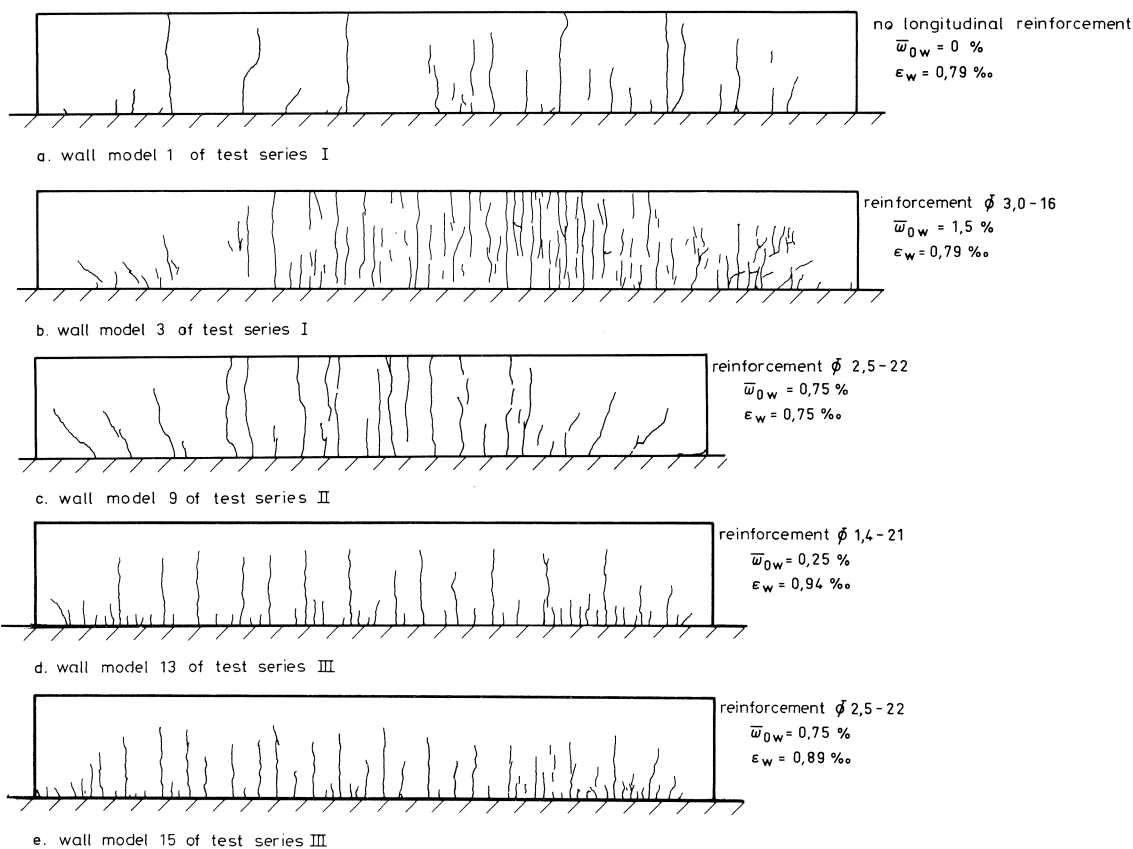 no longitudinal reinforcement
ω̅0w = 0 %
εw = 0,79 ‰
a. wall model 1 of test series I
reinforcement ϕ 3,0-16
ω̅0w = 1,5 %
εw = 0,79 ‰
b. wall model 3 of test series I
reinforcement ϕ 2,5-22
ω̅0w = 0,75 %
εw = 0,75 ‰
c. wall model 9 of test series II
reinforcement ϕ 1,4-21
ω̅0w = 0,25 %
εw = 0,94 ‰
d. wall model 13 of test series III
reinforcement ϕ 2,5-22
ω̅0w = 0,75 %
εw = 0,89 ‰
e. wall model 15 of test series III